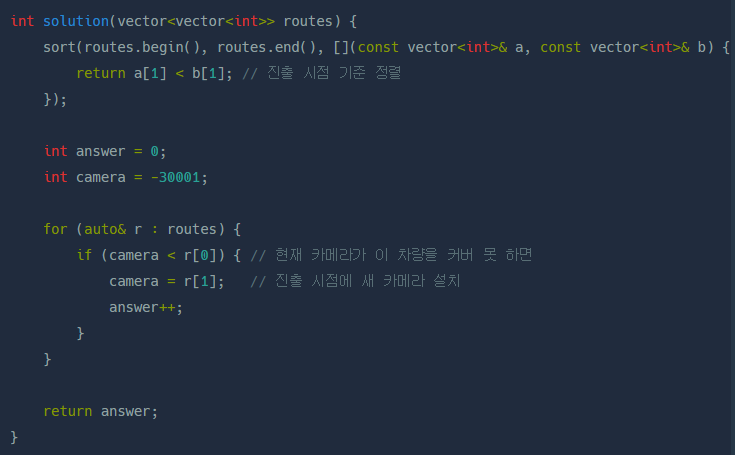 int solution(vector<vector<int>> routes) {
    sort(routes.begin(), routes.end(), [](const vector<int>& a, const vector<int>& b) {
        return a[1] < b[1]; // 진출 시점 기준 정렬
    });

    int answer = 0;
    int camera = -30001;

    for (auto& r : routes) {
        if (camera < r[0]) { // 현재 카메라가 이 차량을 커버 못 하면
            camera = r[1];   // 진출 시점에 새 카메라 설치
            answer++;
        }
    }

    return answer;
}